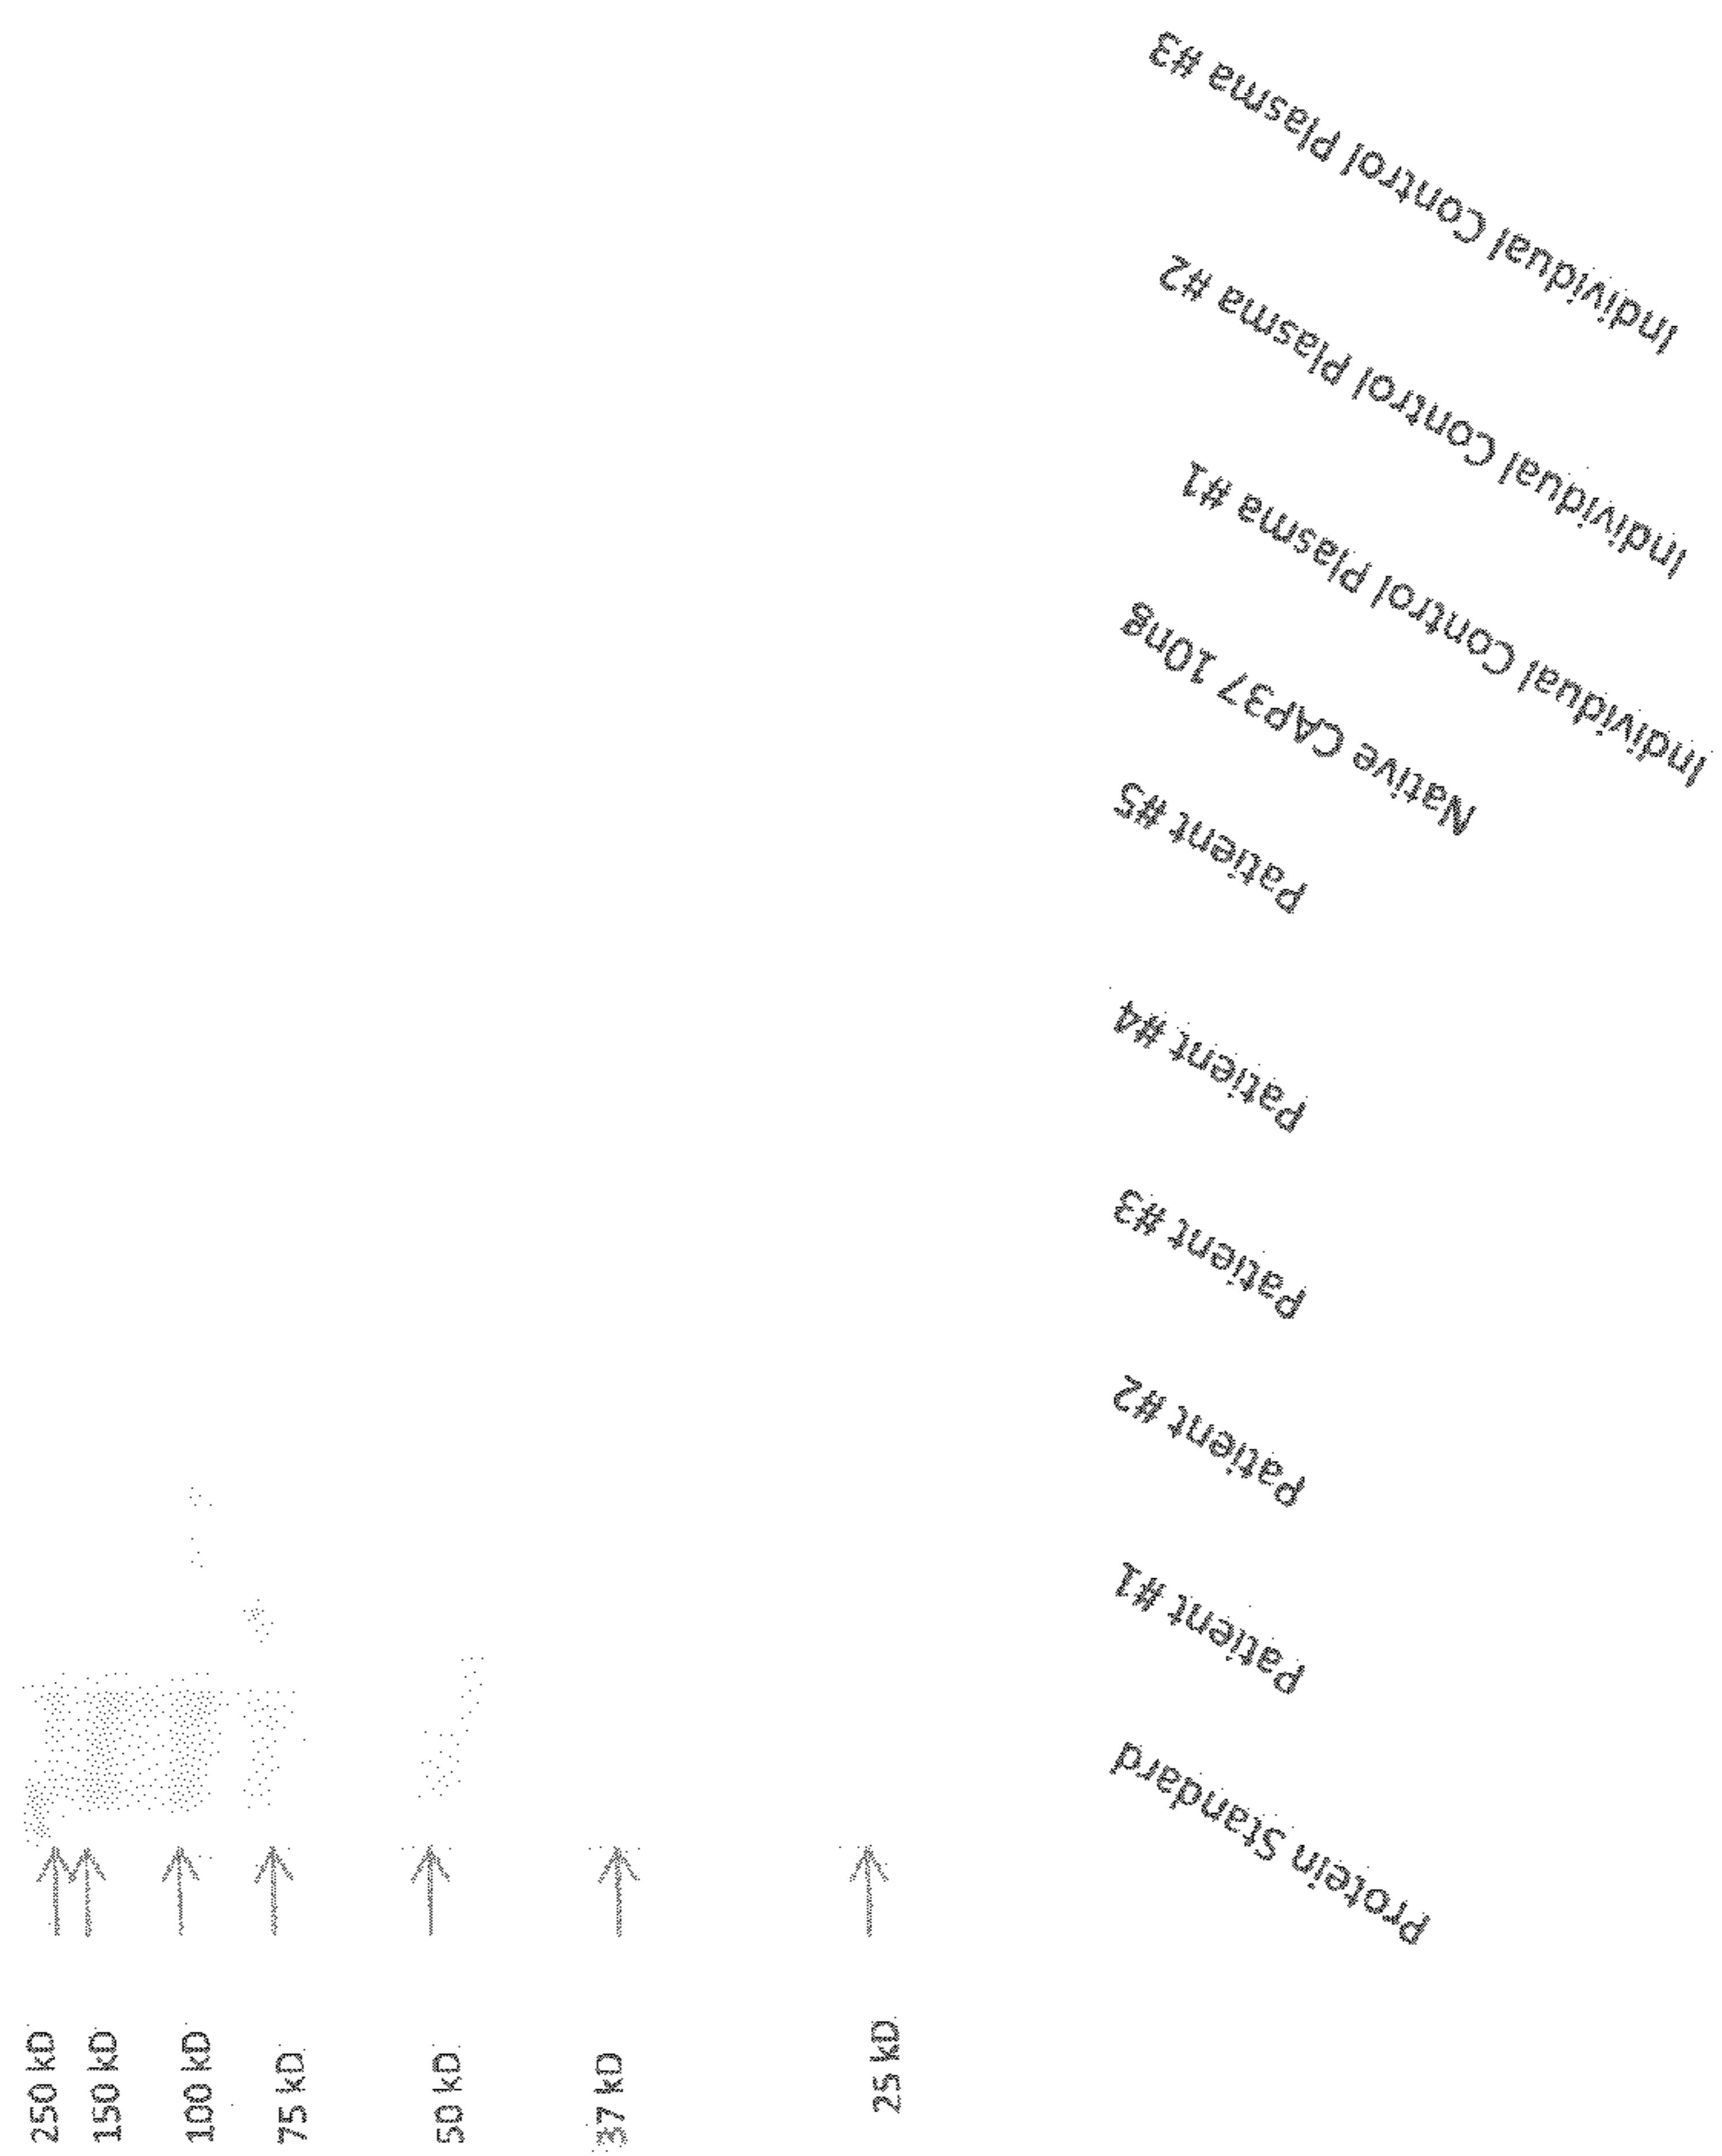 250 kD
150 kD
100 kD
75 kD
50 kD
37 kD
25 kD
Protein Standard
Patient #1
Patient #2
Patient #3
Patient #4
Patient #5
Native CAP37 10ng
Individual Control Plasma #1
Individual Control Plasma #2
Individual Control Plasma #3